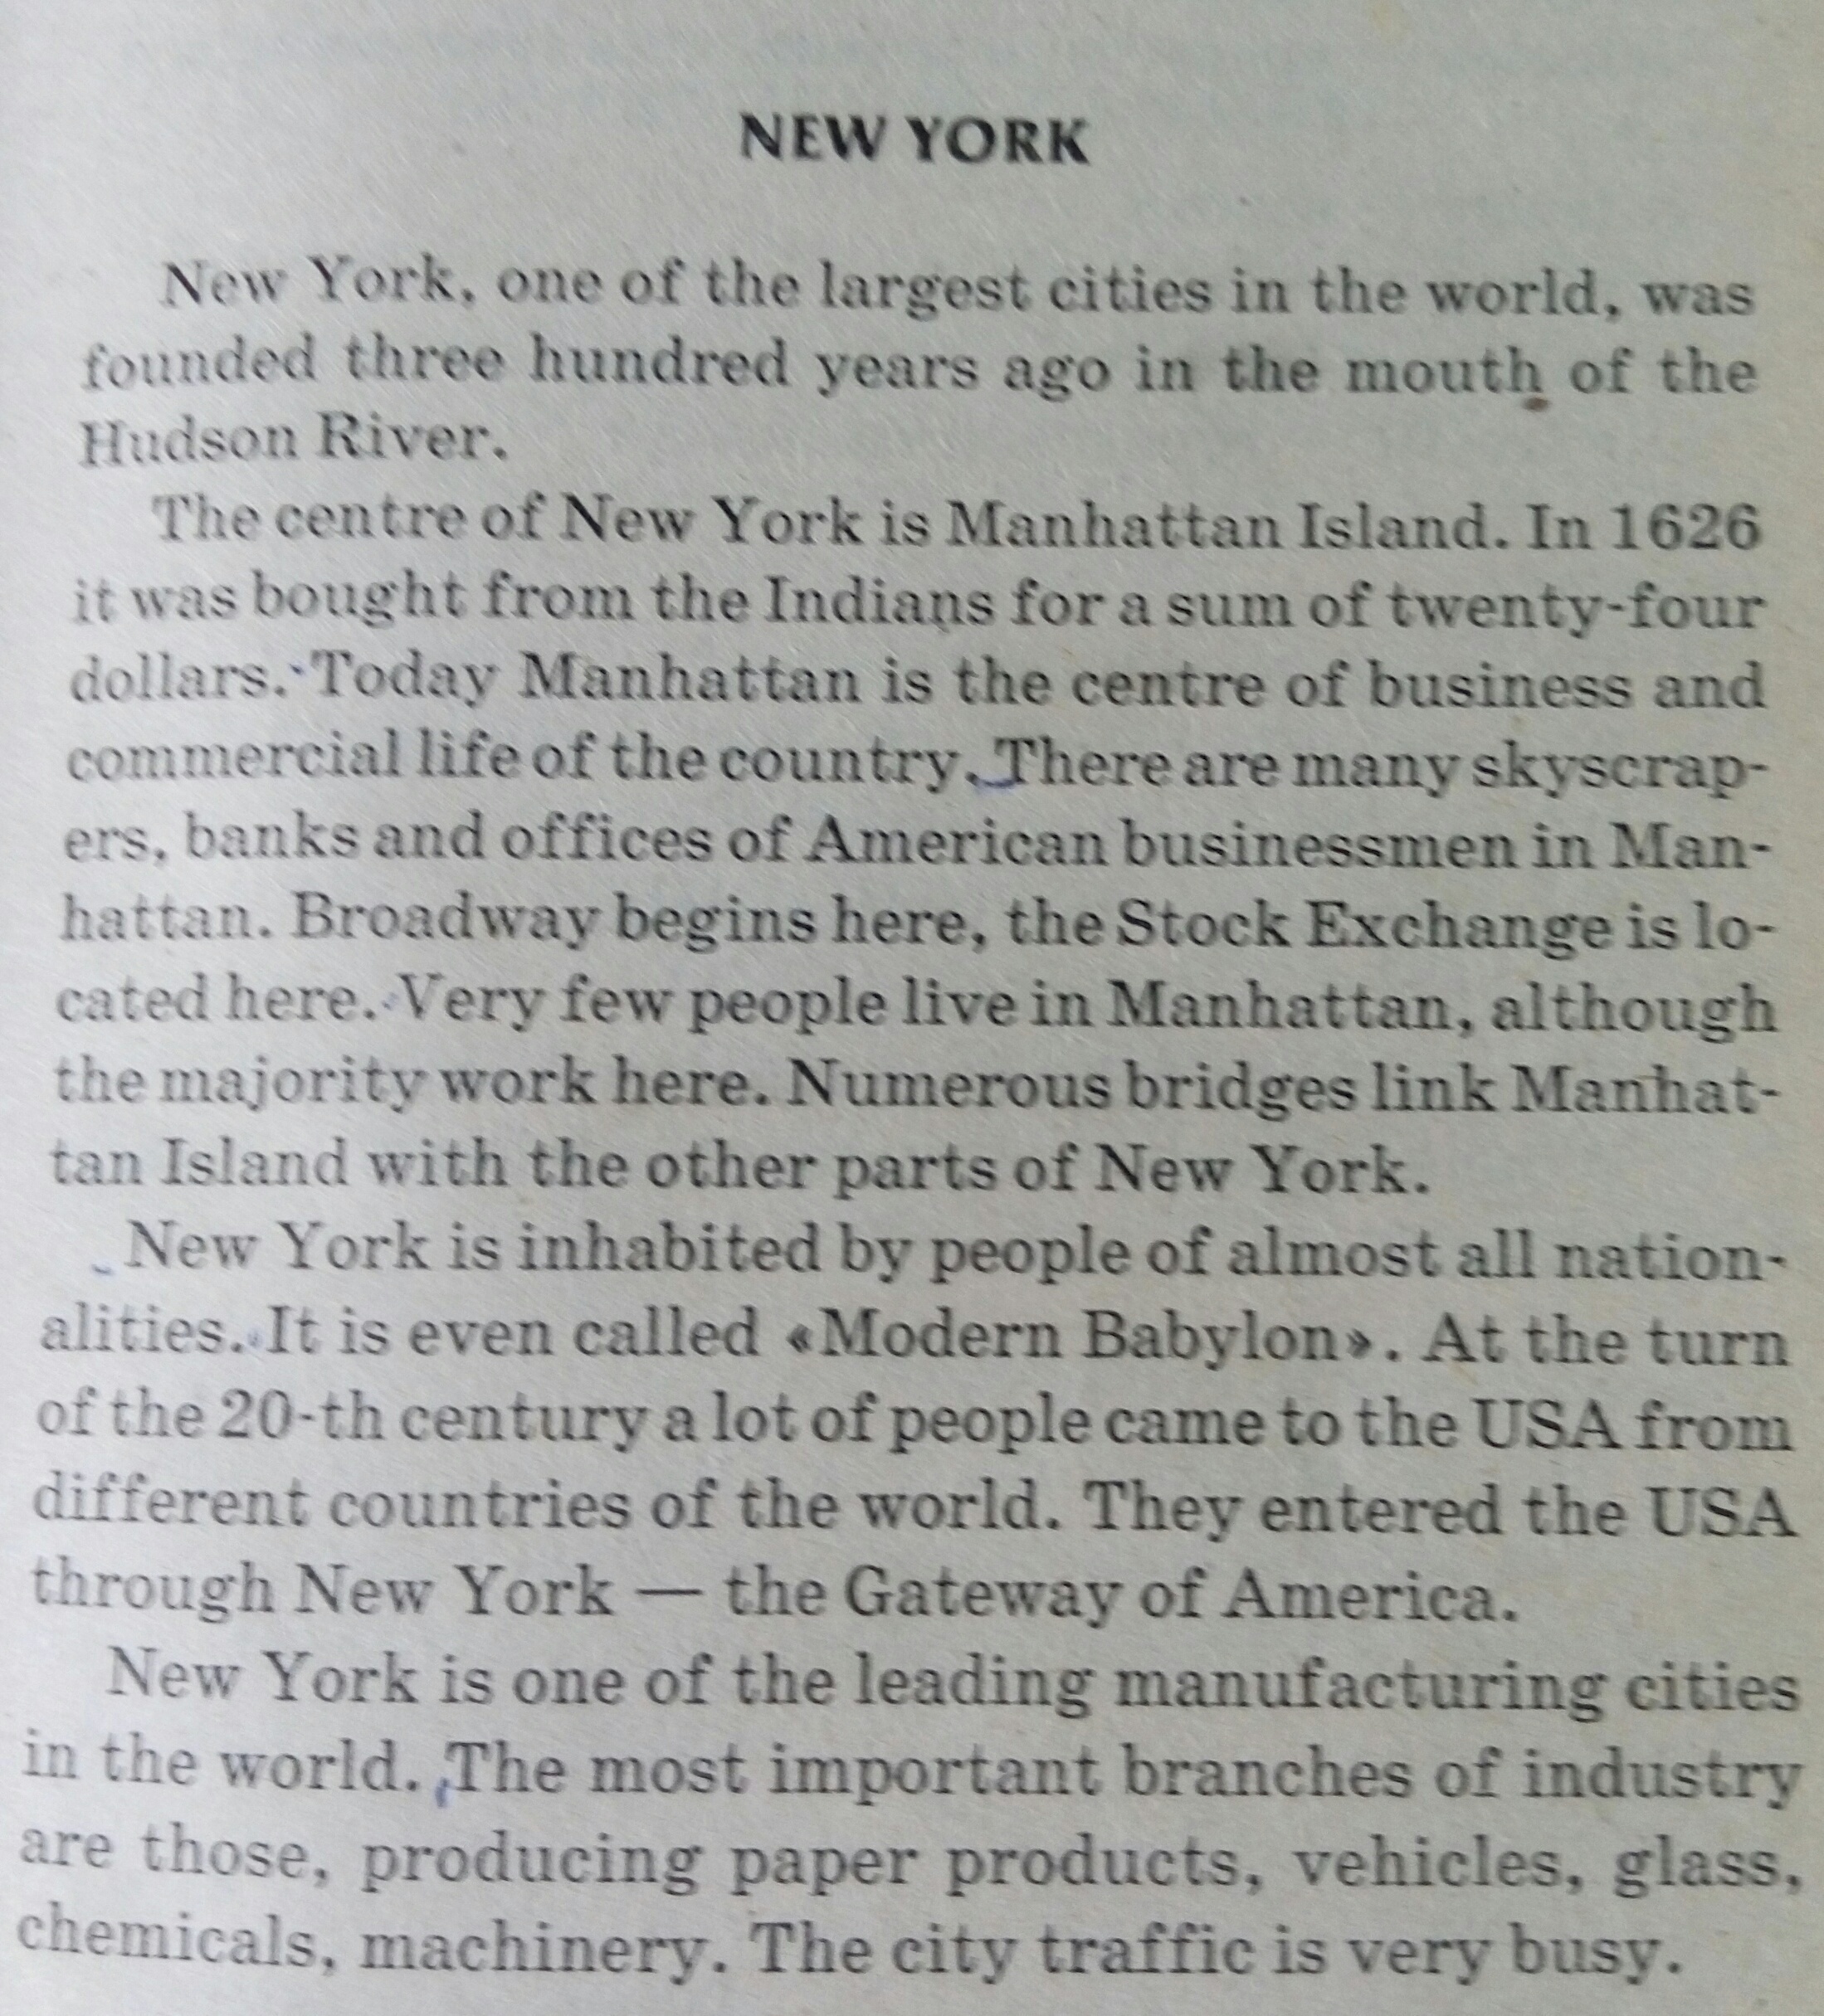 NEW YORK
New York, one of the largest cities in the world, was
founded three hundred years ago in the mouth of the
Hudson River.
The centre of New York is Manhattan Island. In 1626
it was bought from the Indians for a sum of twenty-four
dollars. Today Manhattan is the centre of business and
commercial life of the country. There are many skyscrap-
ers, banks and offices of American businessmen in Man-
hattan. Broadway begins here, the Stock Exchange is lo-
cated here. Very few people live in Manhattan, although
the majority work here. Numerous bridges link Manhat-
tan Island with the other parts of New York.
New York is inhabited by people of almost all nation-
alities. It is even called «Modern Babylon». At the turn
of the 20-th century a lot of people came to the USA from
different countries of the world. They entered the USA
through New York — the Gateway of America.
New York is one of the leading manufacturing cities
in the world. The most important branches of industry
are those, producing paper products, vehicles, glass,
chemicals, machinery. The city traffic is very busy.